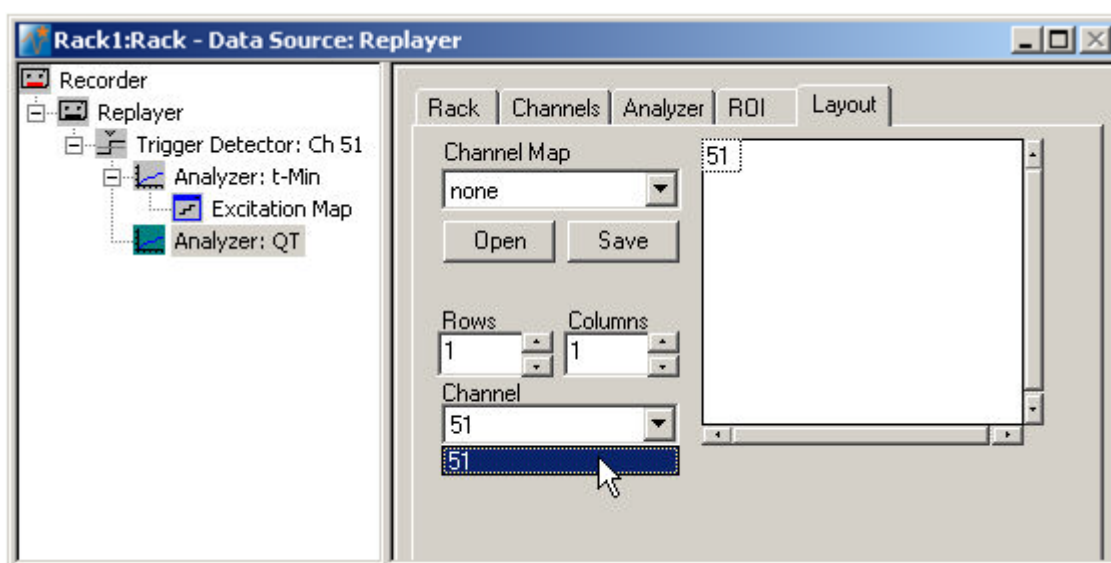 Rack1:Rack - Data Source: Replayer
Recorder
Replayer
Trigger Detector: Ch 51
Analyzer: t-Min
Excitation Map
Analyzer: QT
Rack Channels Analyzer ROI Layout
Channel Map
none
Open Save
Rows Columns
1 1
Channel
51
51
51